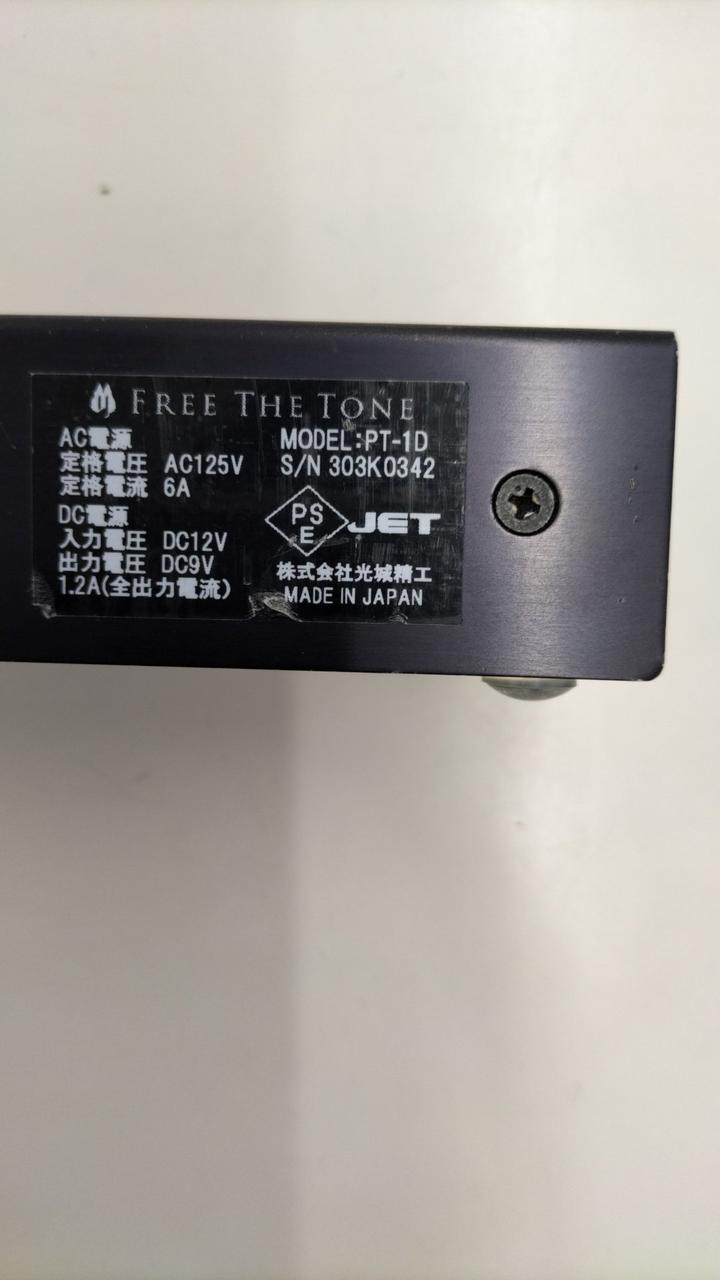 FREE THE TONE
AC電源
定格電圧 AC125V
定格電流 6A
DC電源
入力電圧 DC12V
出力電圧 DC9V
1.2A(全出力電流)
MODEL:PT-1D
S/N 303K0342
PS
E
JET
株式会社光城精工
MADE IN JAPAN